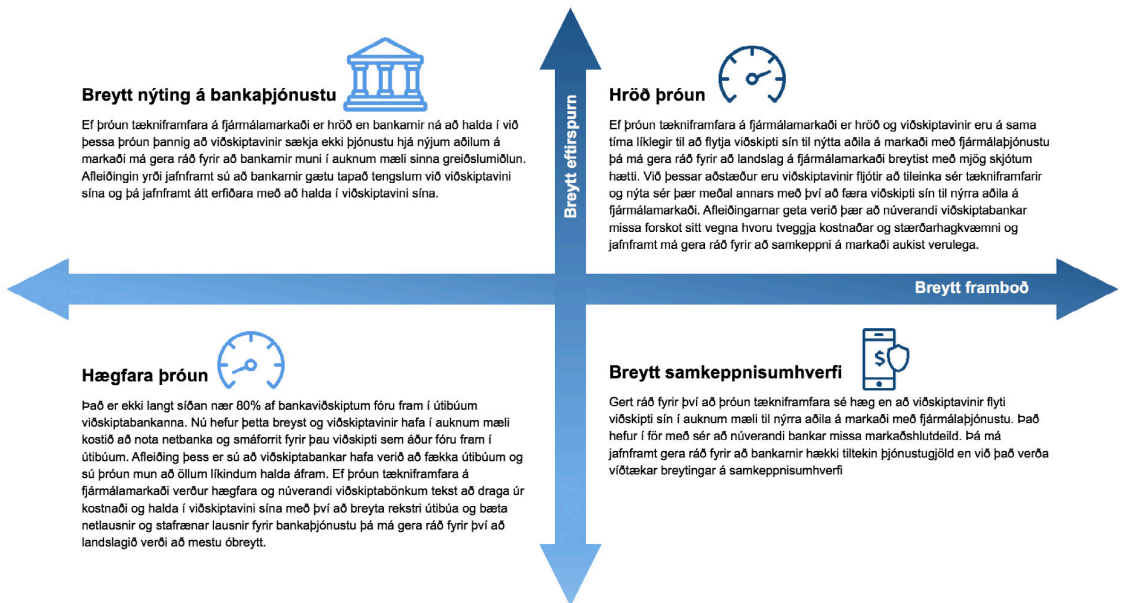 Breytt nýting á bankaþjónustu
Ef þróun tækniframfara á fjármálamarkaði er hröð en bankarnir ná að halda í við
þessa þróun þannig að viðskiptavinir sækja ekki þjónustu hjá nýjum aðilum á
markaði má gera ráð fyrir að bankarnir muni í auknum mæli sinna greiðslumiðlun.
Afleiðingin yrði jafnframt sú að bankarnir gætu tapað tengslum við viðskiptavini
sína og þá jafnframt átt erfiðara með að halda í viðskiptavini sína.
Breytt eftirspurn
Hröð þróun
Ef þróun tækniframfara á fjármálamarkaði er hröð og viðskiptavinir eru á sama
tíma líklegir til að flytja viðskipti sín til nýtta aðila á markaði með fjármálaþjónustu
þá má gera ráð fyrir að landslag á fjármálamarkaði breytist með mjög skjótum
hætti. Við þessar aðstæður eru viðskiptavinir fljótir að tileinka sér tækniframfarir
og nýta sér þær meðal annars með því að færa viðskipti sín til nýrra aðila á
fjármálamarkaði. Afleiðingarnar geta verið þær að núverandi viðskiptabankar
missa forskot sitt vegna hvoru tveggja kostnaðar og stærðarhagkvæmni og
jafnframt má gera ráð fyrir að samkeppni á markaði aukist verulega.
Breytt framboð
Hægfara þróun
Það er ekki langt síðan nær 80% af bankaviðskiptum fóru fram í útibúum
viðskiptabankanna. Nú hefur þetta breyst og viðskiptavinir hafa í auknum mæli
kostið að nota netbanka og smáforrit fyrir þau viðskipti sem áður fóru fram í
útibúum. Afleiðing þess er sú að viðskiptabankar hafa verið að fækka útibúum og
sú þróun mun að öllum líkindum halda áfram. Ef þróun tækniframfara á
fjármálamarkaði verður hægfara og núverandi viðskiptabönkum tekst að draga úr
kostnaði og halda í viðskiptavini sína með því að breyta rekstri útibúa og bæta
netlausnir og stafrænar lausnir fyrir bankaþjónustu þá má gera ráð fyrir því að
landslagið verði að mestu óbreytt.
Breytt samkeppnisumhverfi
Gert ráð fyrir því að þróun tækniframfara sé hæg en að viðskiptavinir flyti
viðskipti sín í auknum mæli til nýrra aðila á markaði með fjármálaþjónustu. Það
hefur í för með sér að núverandi bankar missa markaðshlutdeild. Þá má
jafnframt gera ráð fyrir að bankarnir hækki tiltekin þjónustugjöld en við það verða
víðtækar breytingar á samkeppnisumhverfi